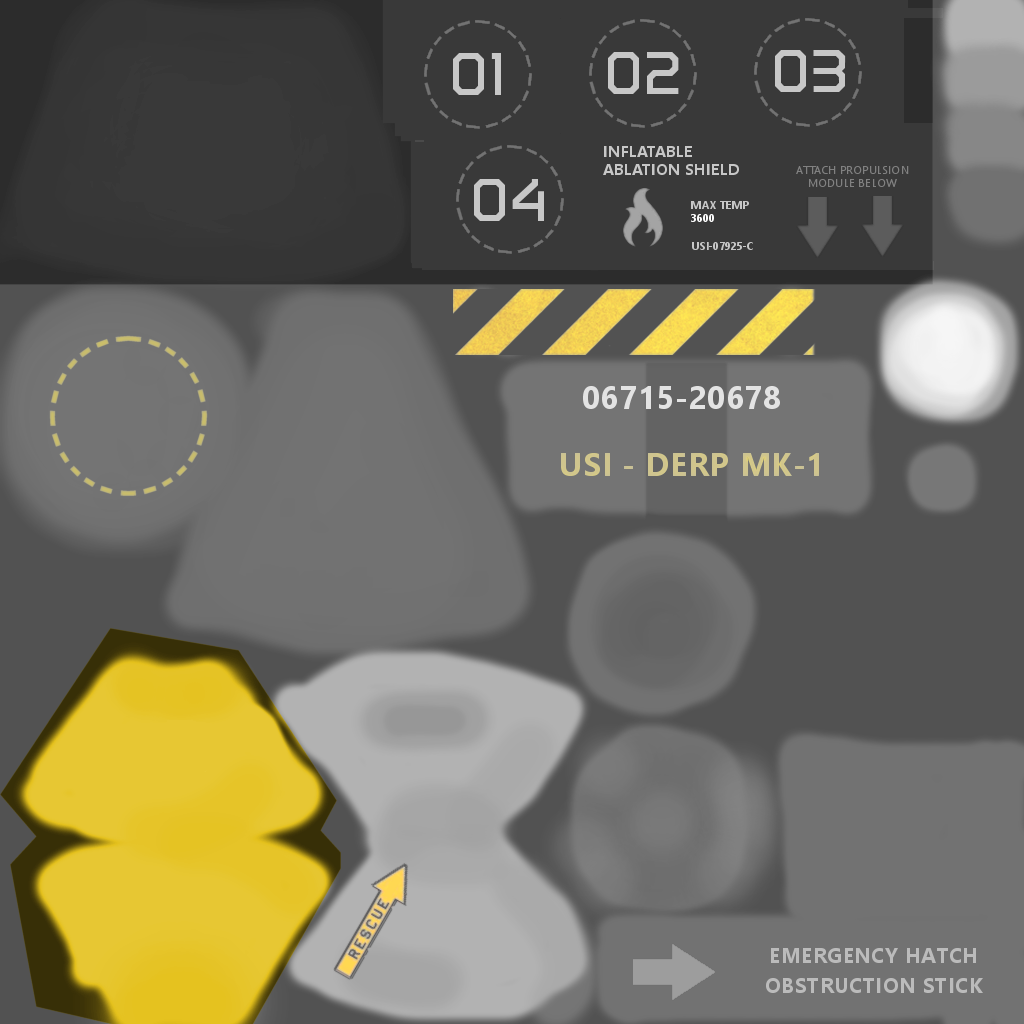 01
02
03
04
INFLATABLE
ABLATION SHIELD
MAX TEMP
3600
USI-07925-C
ATTACH PROPULSION
MODULE BELOW
06715-20678
USI - DERP MK-1
RESCUE
EMERGENCY HATCH
OBSTRUCTION STICK